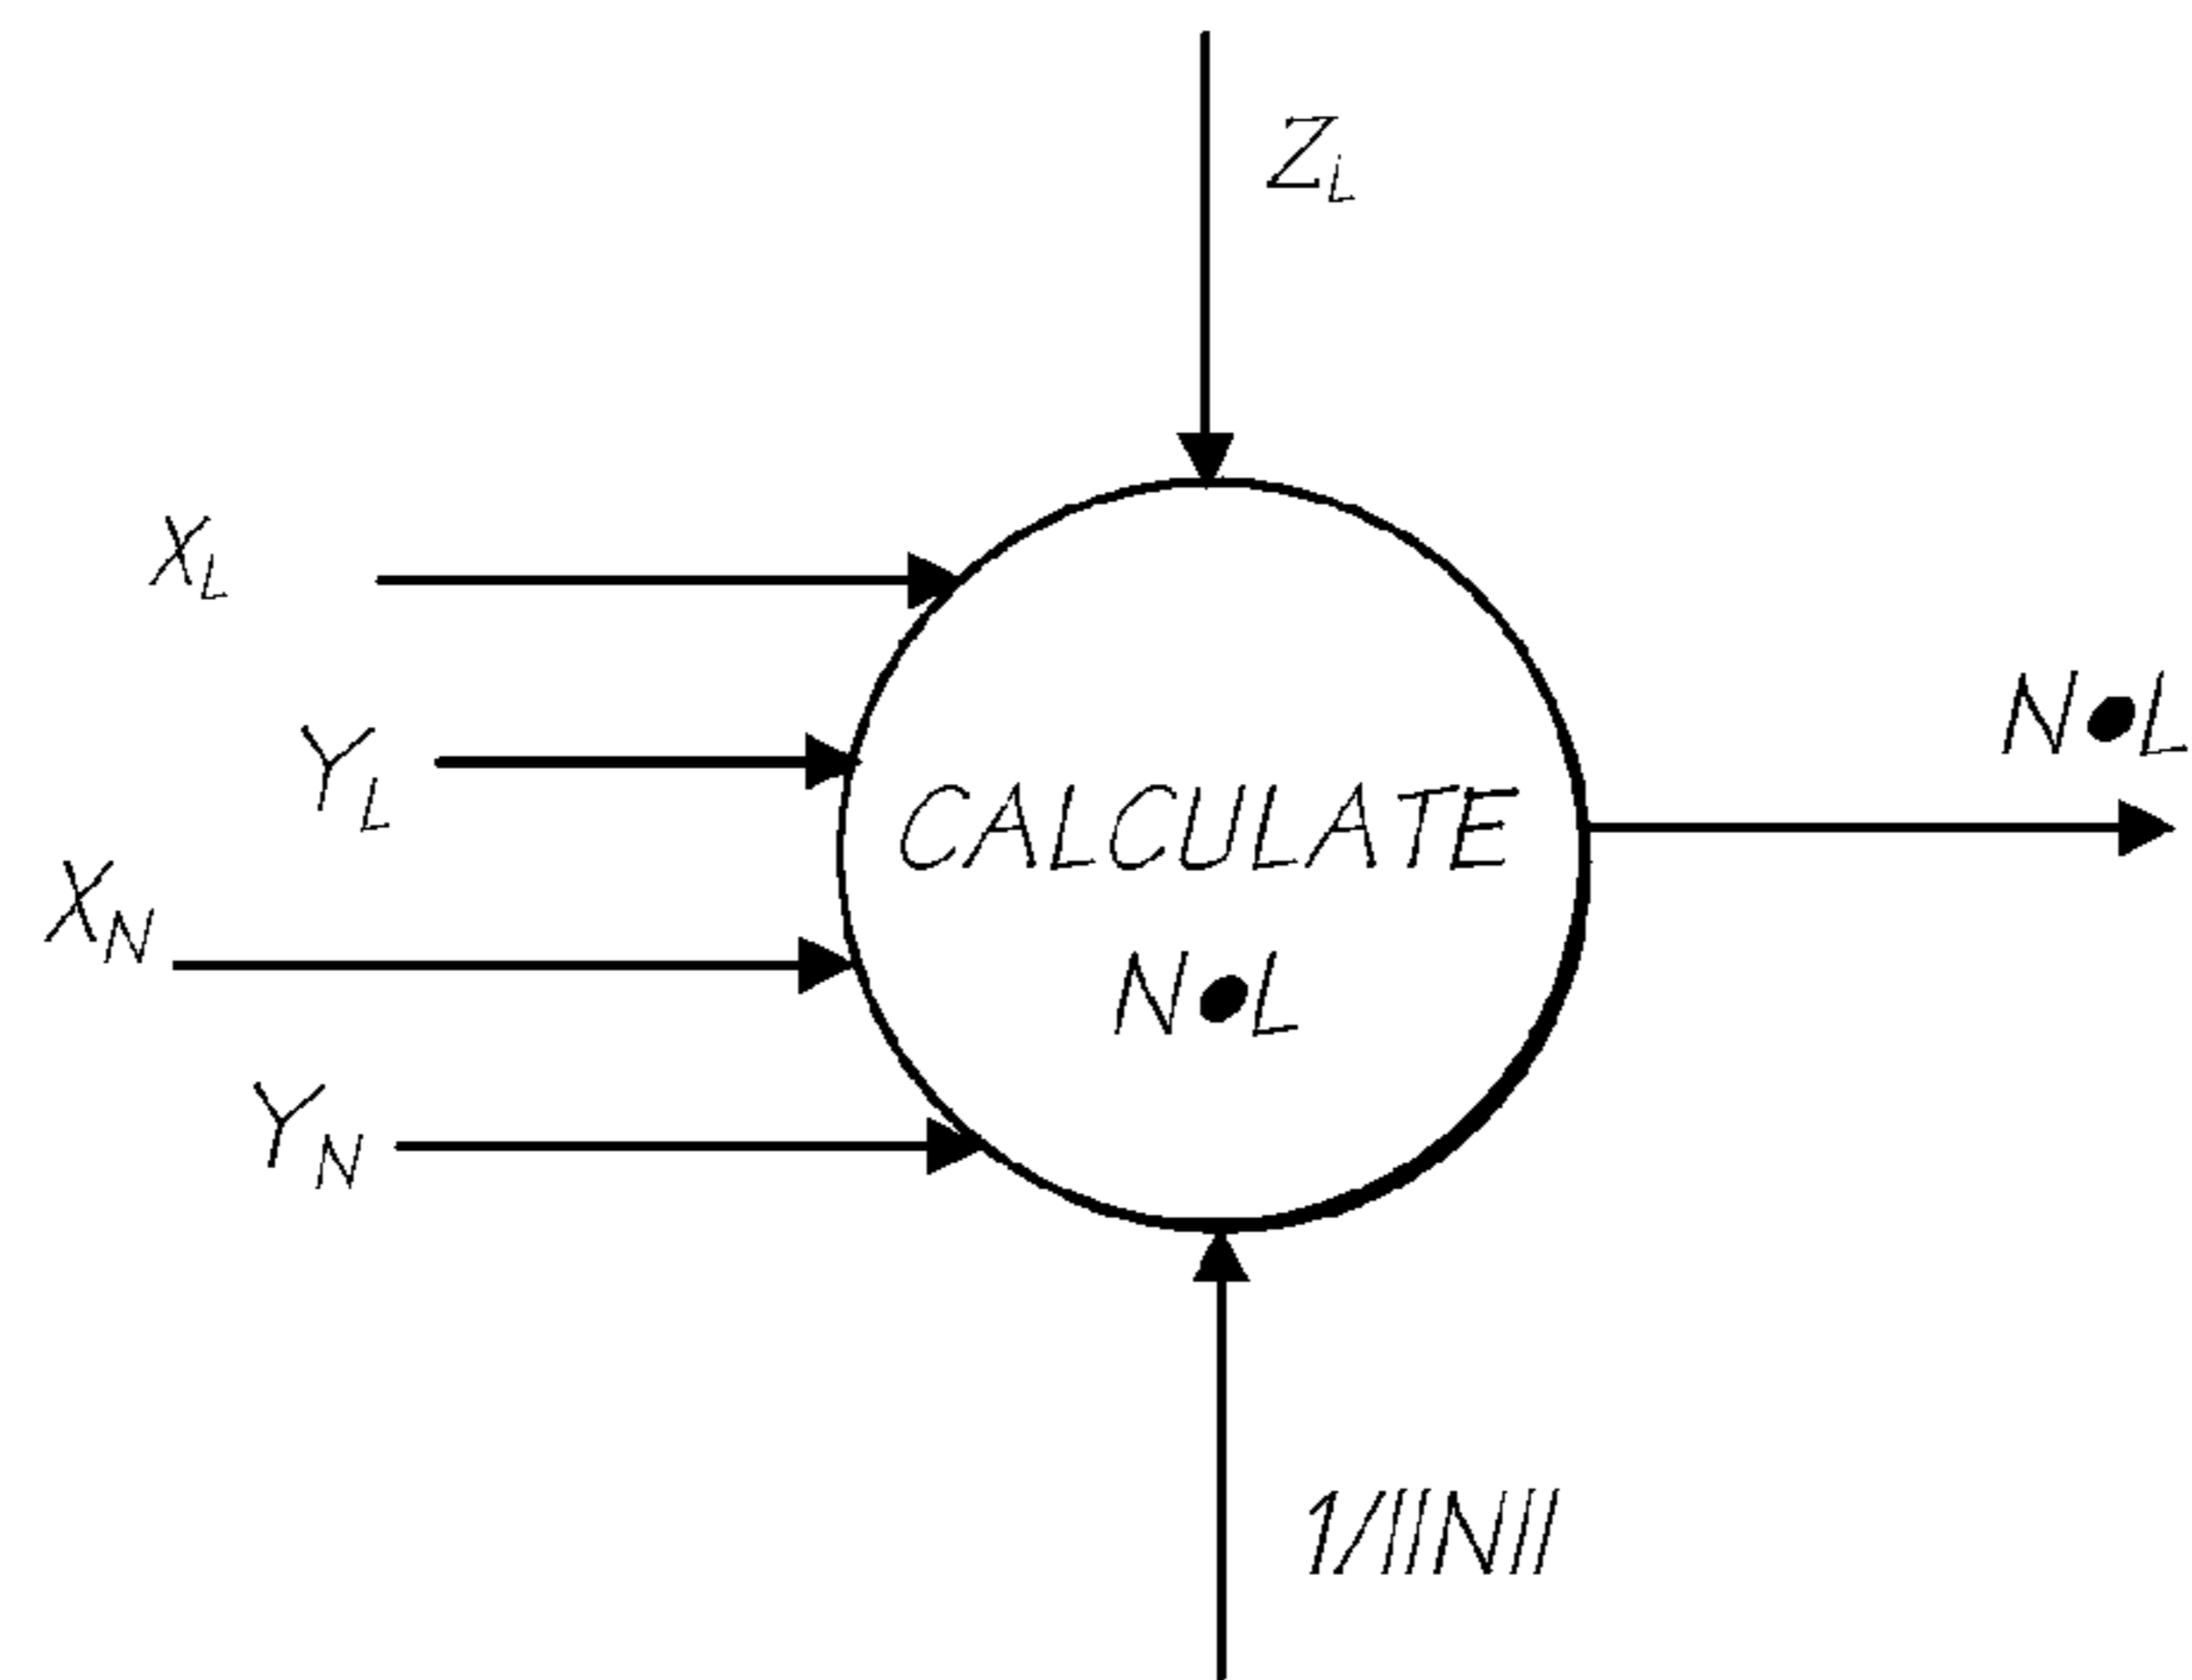 Z_L
X_L
Y_L
X_N
Y_N
CALCULATE
N•L
N•L
1/||N||